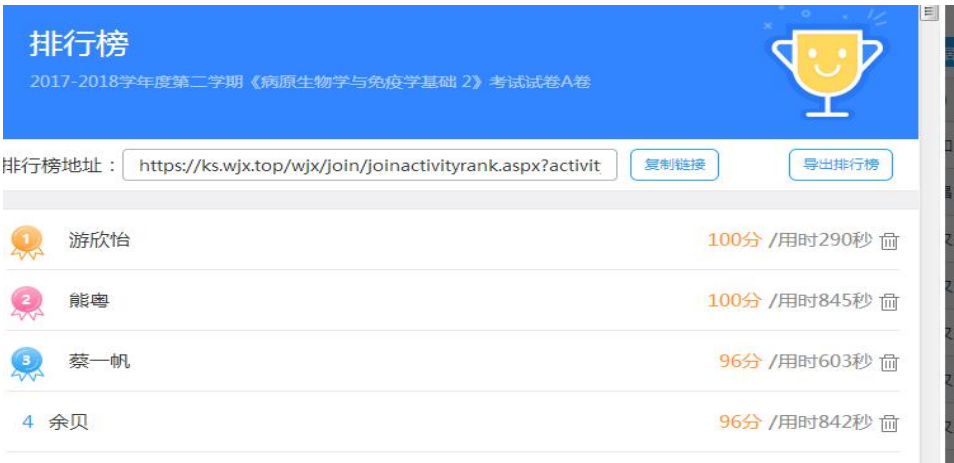 排行榜
2017-2018学年度第二学期《病原生物学与免疫学基础 2》考试试卷A卷
排行榜地址： https://ks.wjx.top/wjx/join/joinactivityrank.aspx?activit 复制链接 导出排行榜
1 游欣怡 100分 /用时290秒
2 熊粤 100分 /用时845秒
3 蔡一帆 96分 /用时603秒
4 余贝 96分 /用时842秒